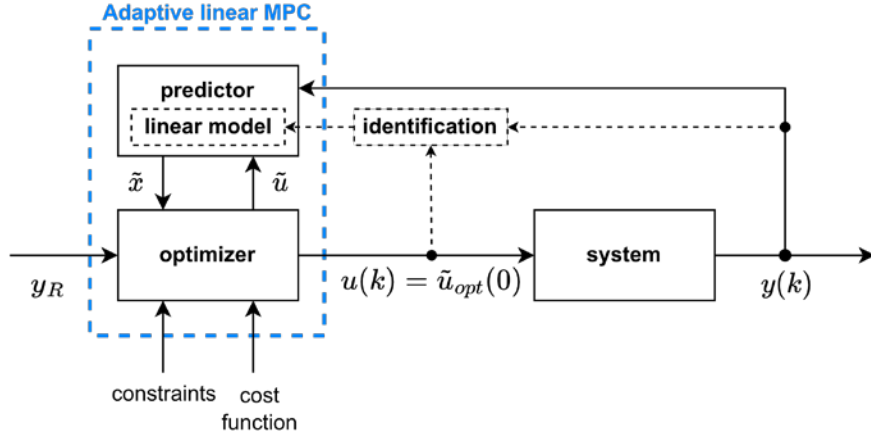 Adaptive linear MPC
predictor
linear model
identification
x̃
ũ
optimizer
system
y_R
u(k) = ũ_opt(0)
y(k)
constraints
cost
function